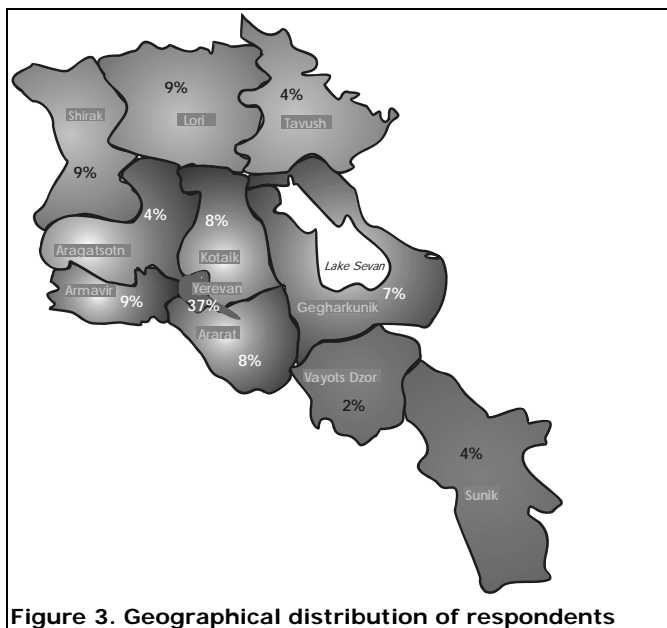 9%
Lori
4%
Tavush
Shirak
9%
4%
Aragatsotn
8%
Kotaik
Lake Sevan
7%
Gegharkunik
Armavir
9%
Yerevan
37%
Ararat
8%
Vayots Dzor
2%
4%
Sunik
Figure 3. Geographical distribution of respondents